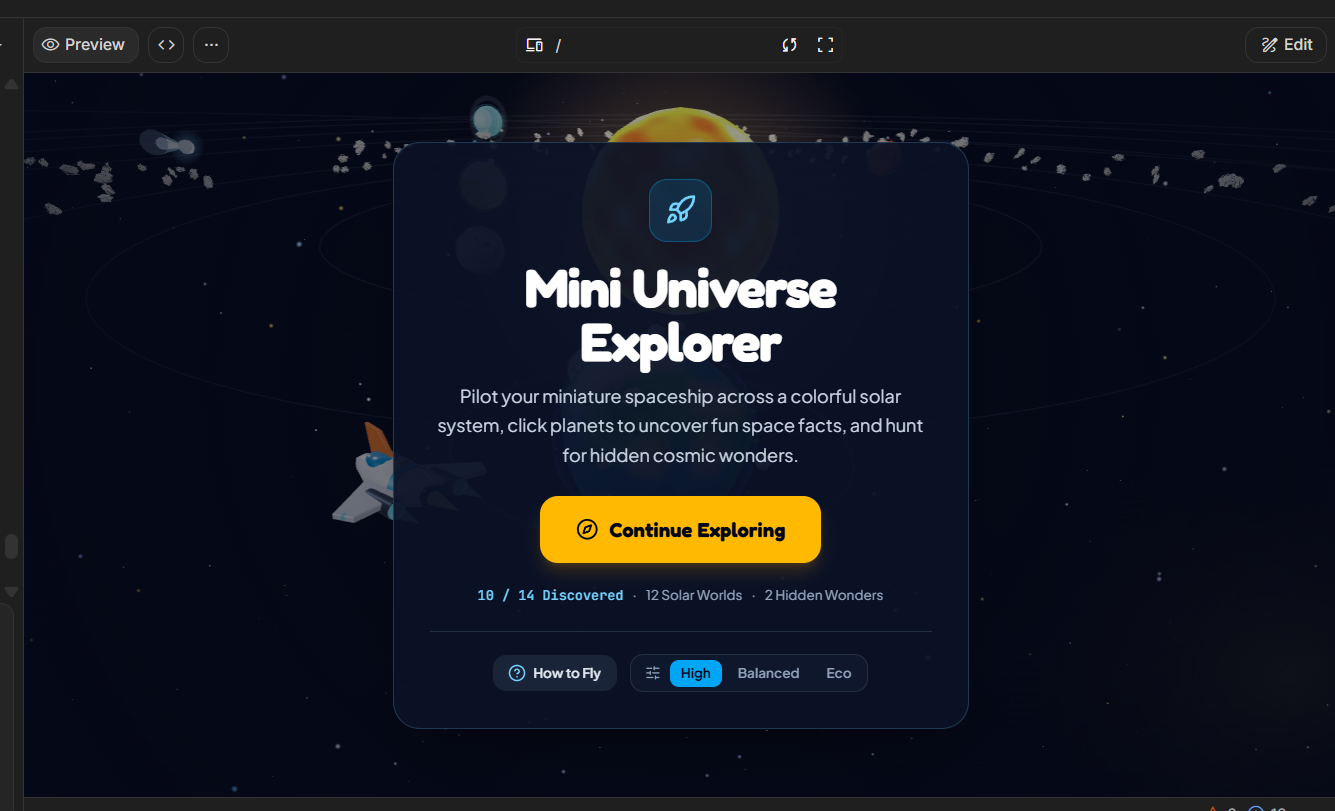 Preview
/
Edit
Mini Universe
Explorer
Pilot your miniature spaceship across a colorful solar
system, click planets to uncover fun space facts, and hunt
for hidden cosmic wonders.
Continue Exploring
10 / 14 Discovered · 12 Solar Worlds · 2 Hidden Wonders
How to Fly
High
Balanced
Eco